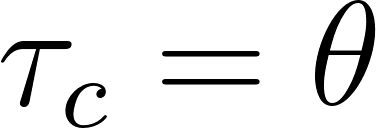 τ_c = θ